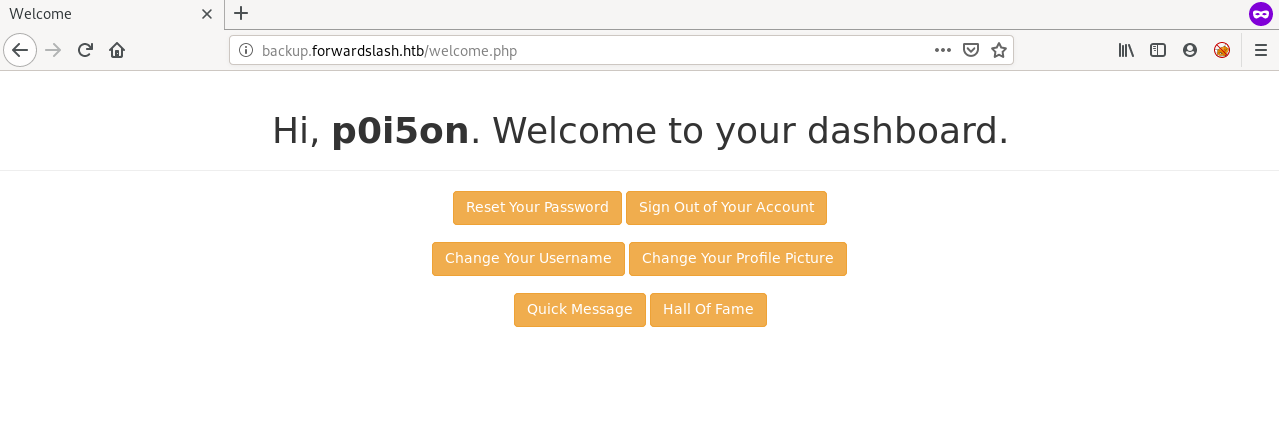 Welcome
backup.forwardslash.htb/welcome.php
Hi, p0i5on. Welcome to your dashboard.
Reset Your Password Sign Out of Your Account
Change Your Username Change Your Profile Picture
Quick Message Hall Of Fame